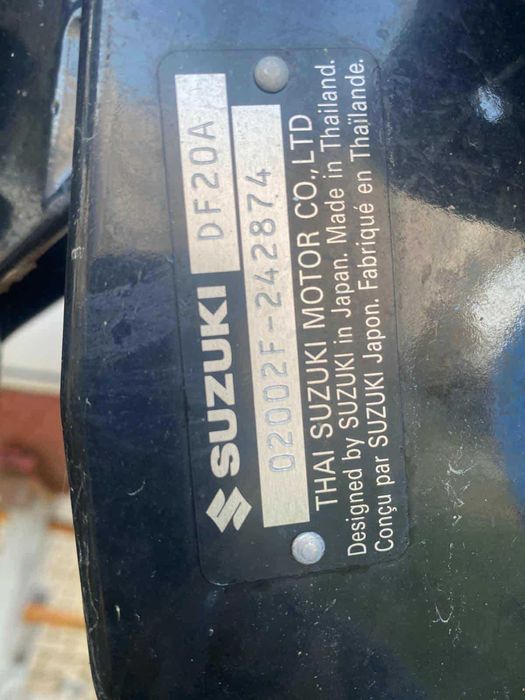 SUZUKI DF20A
02002F-242874
THAI SUZUKI MOTOR CO.,LTD
Designed by SUZUKI in Japan. Made in Thailand.
Conçu par SUZUKI Japon. Fabriqué en Thaïlande.